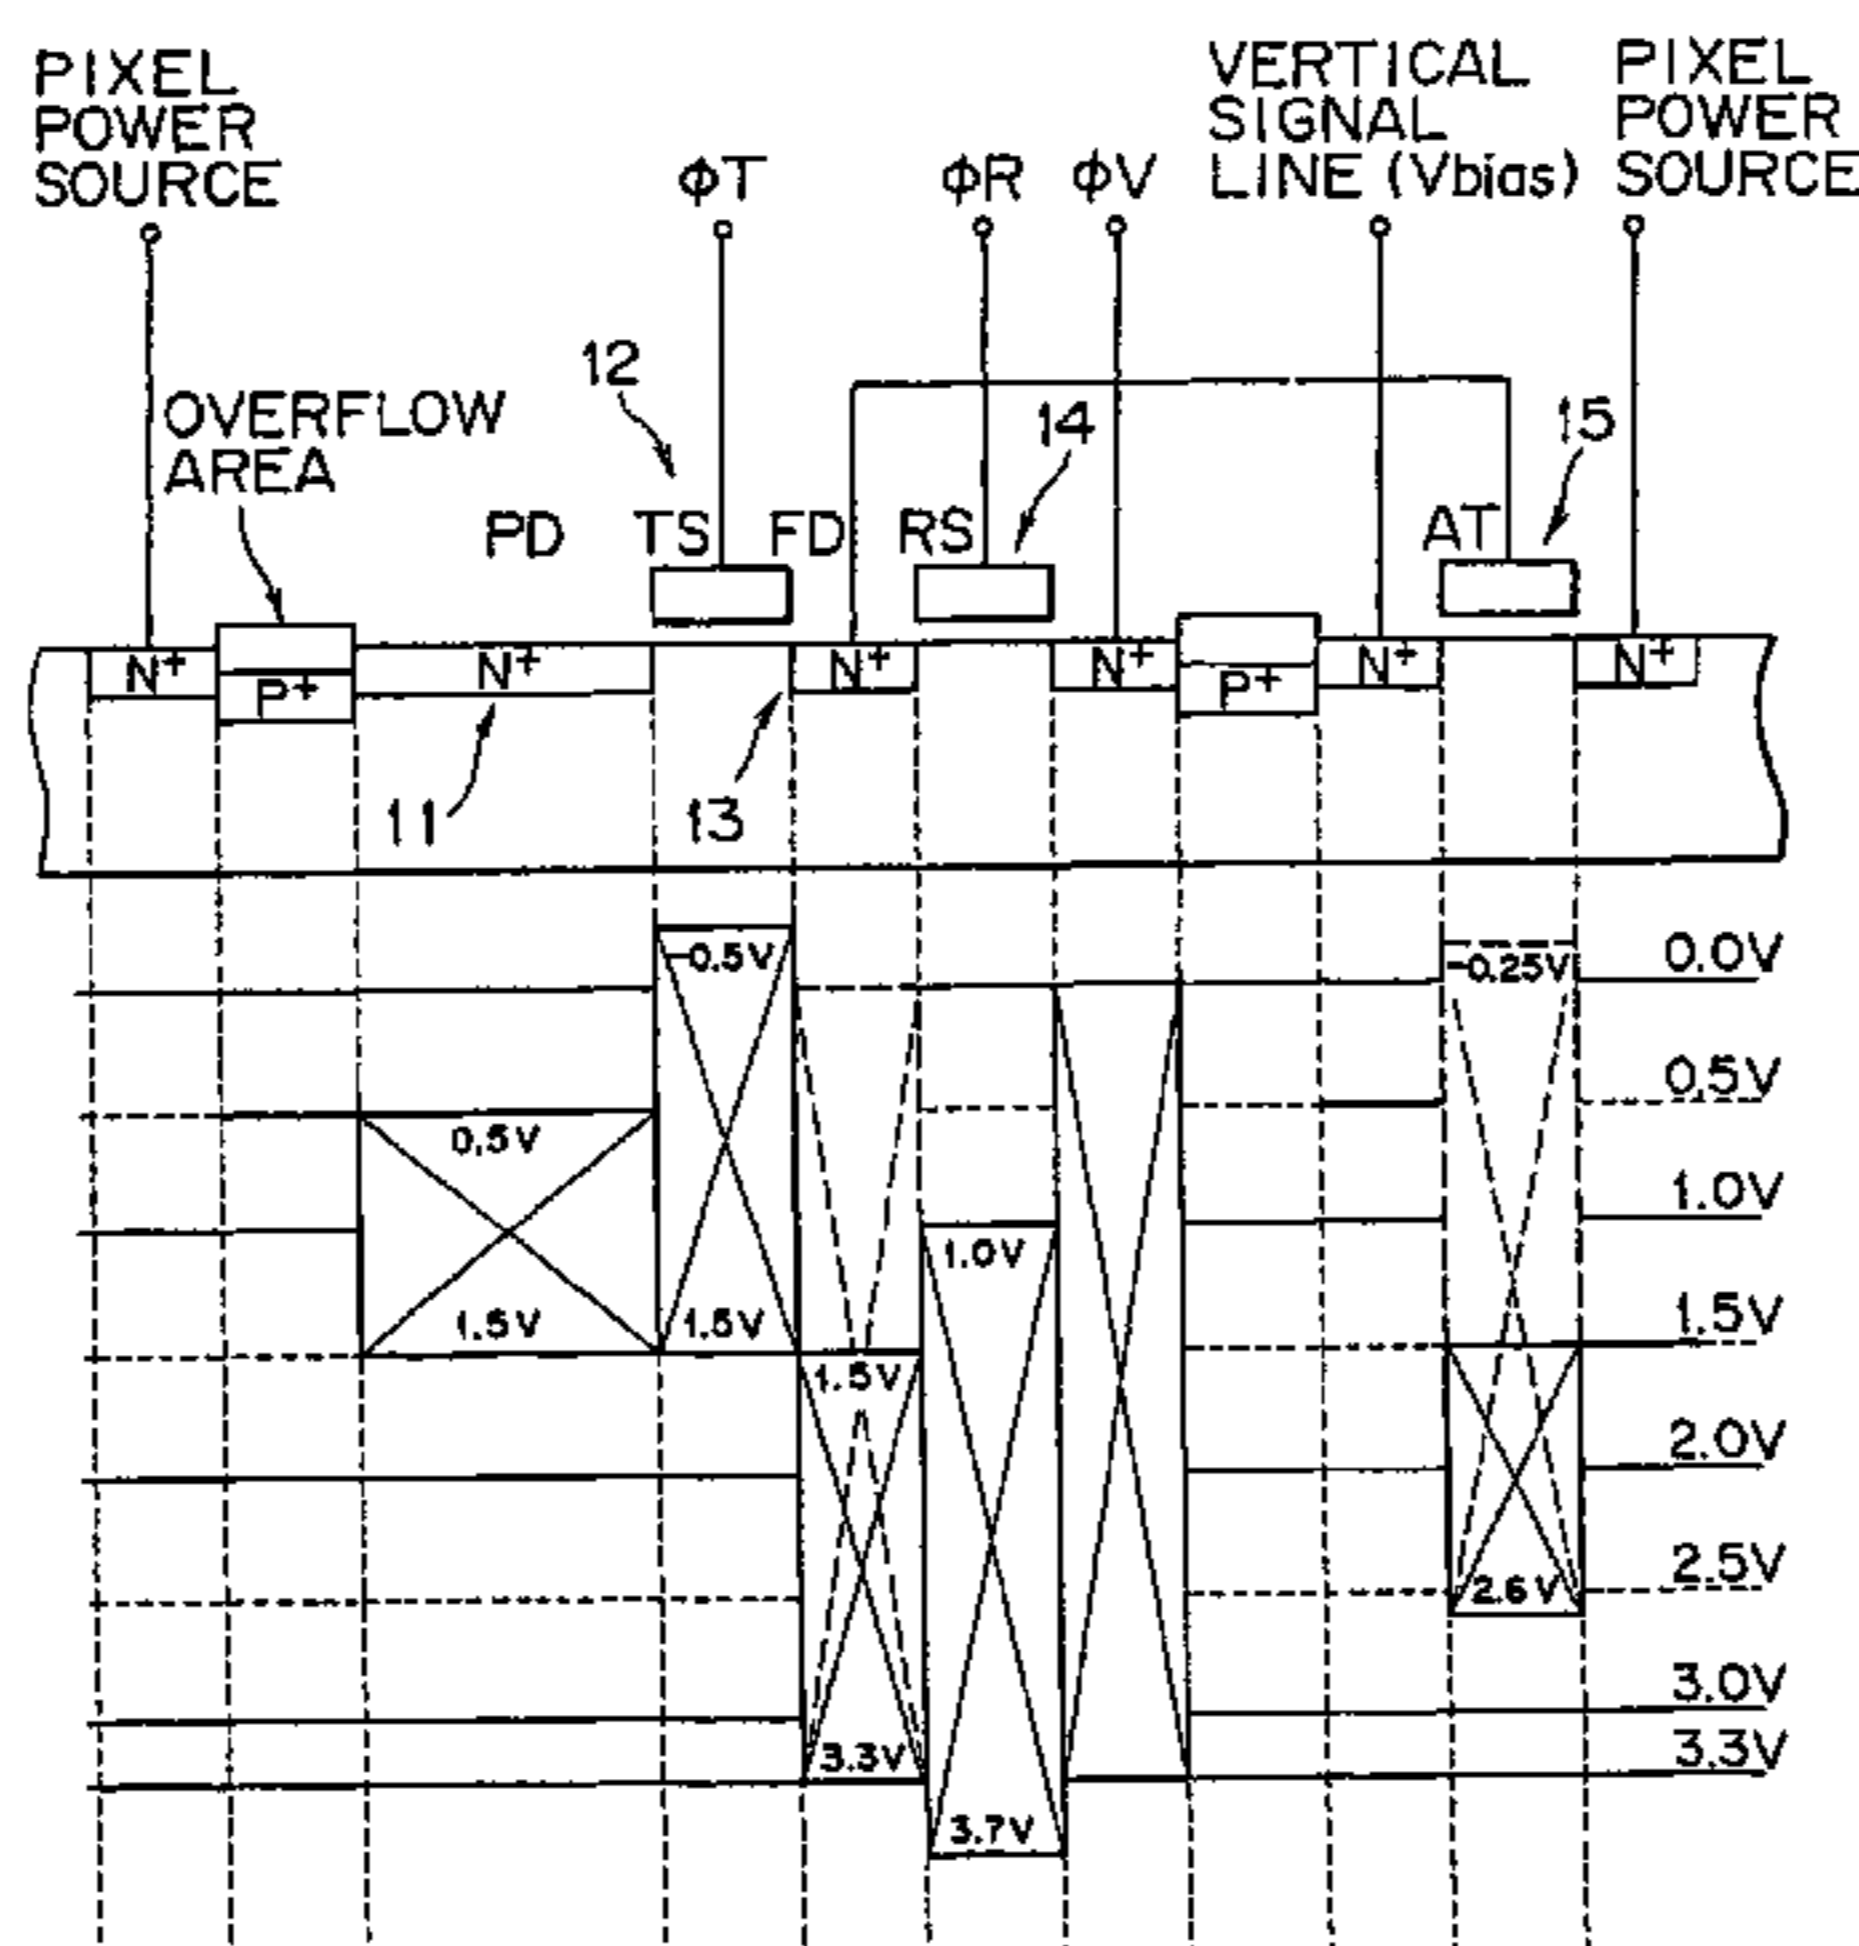 PIXEL
POWER
SOURCE
ΦT
ΦR
ΦV
VERTICAL
SIGNAL
LINE (Vbias)
PIXEL
POWER
SOURCE
OVERFLOW
AREA
12
14
15
PD
TS
FD
RS
AT
N+
P+
N+
N+
N+
P+
N+
N+
11
13
-0.5V
-0.25V
0.0V
0.5V
0.5V
1.0V
1.0V
1.5V
1.5V
1.5V
1.5V
2.0V
2.5V
2.6V
3.0V
3.3V
3.3V
3.7V